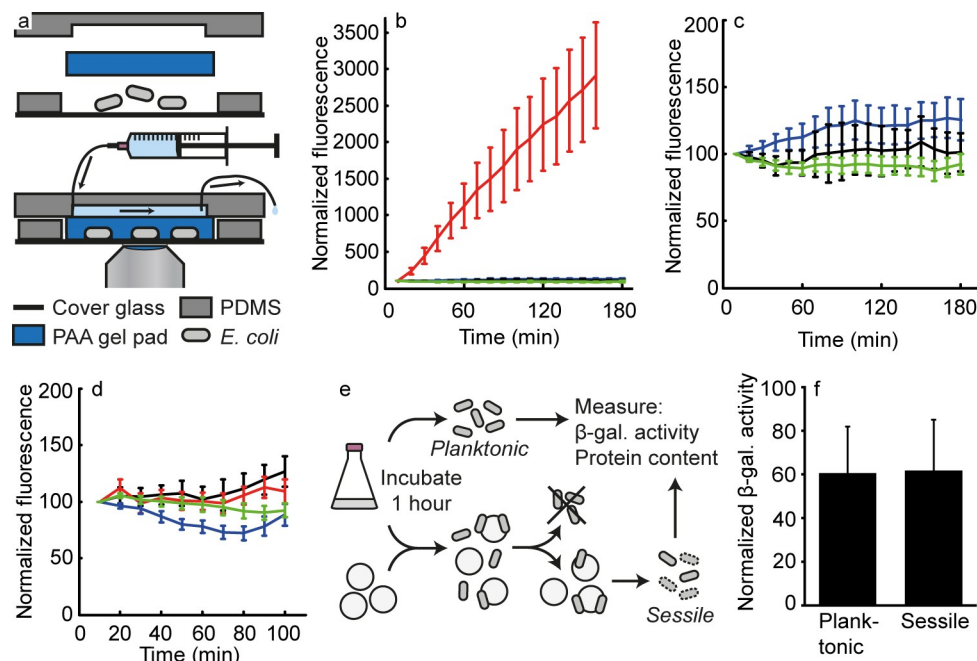 a
Cover glass
PDMS
PAA gel pad
E. coli
b
Normalized fluorescence
3500
3000
2500
2000
1500
1000
500
0
0
60
120
180
Time (min)
c
Normalized fluorescence
200
150
100
50
0
0
60
120
180
Time (min)
d
Normalized fluorescence
200
150
100
50
0
20
40
60
80
100
Time (min)
e
Incubate
1 hour
Planktonic
Measure:
β-gal. activity
Protein content
Sessile
f
Normalized β-gal. activity
100
80
60
40
20
0
Plank-
tonic
Sessile